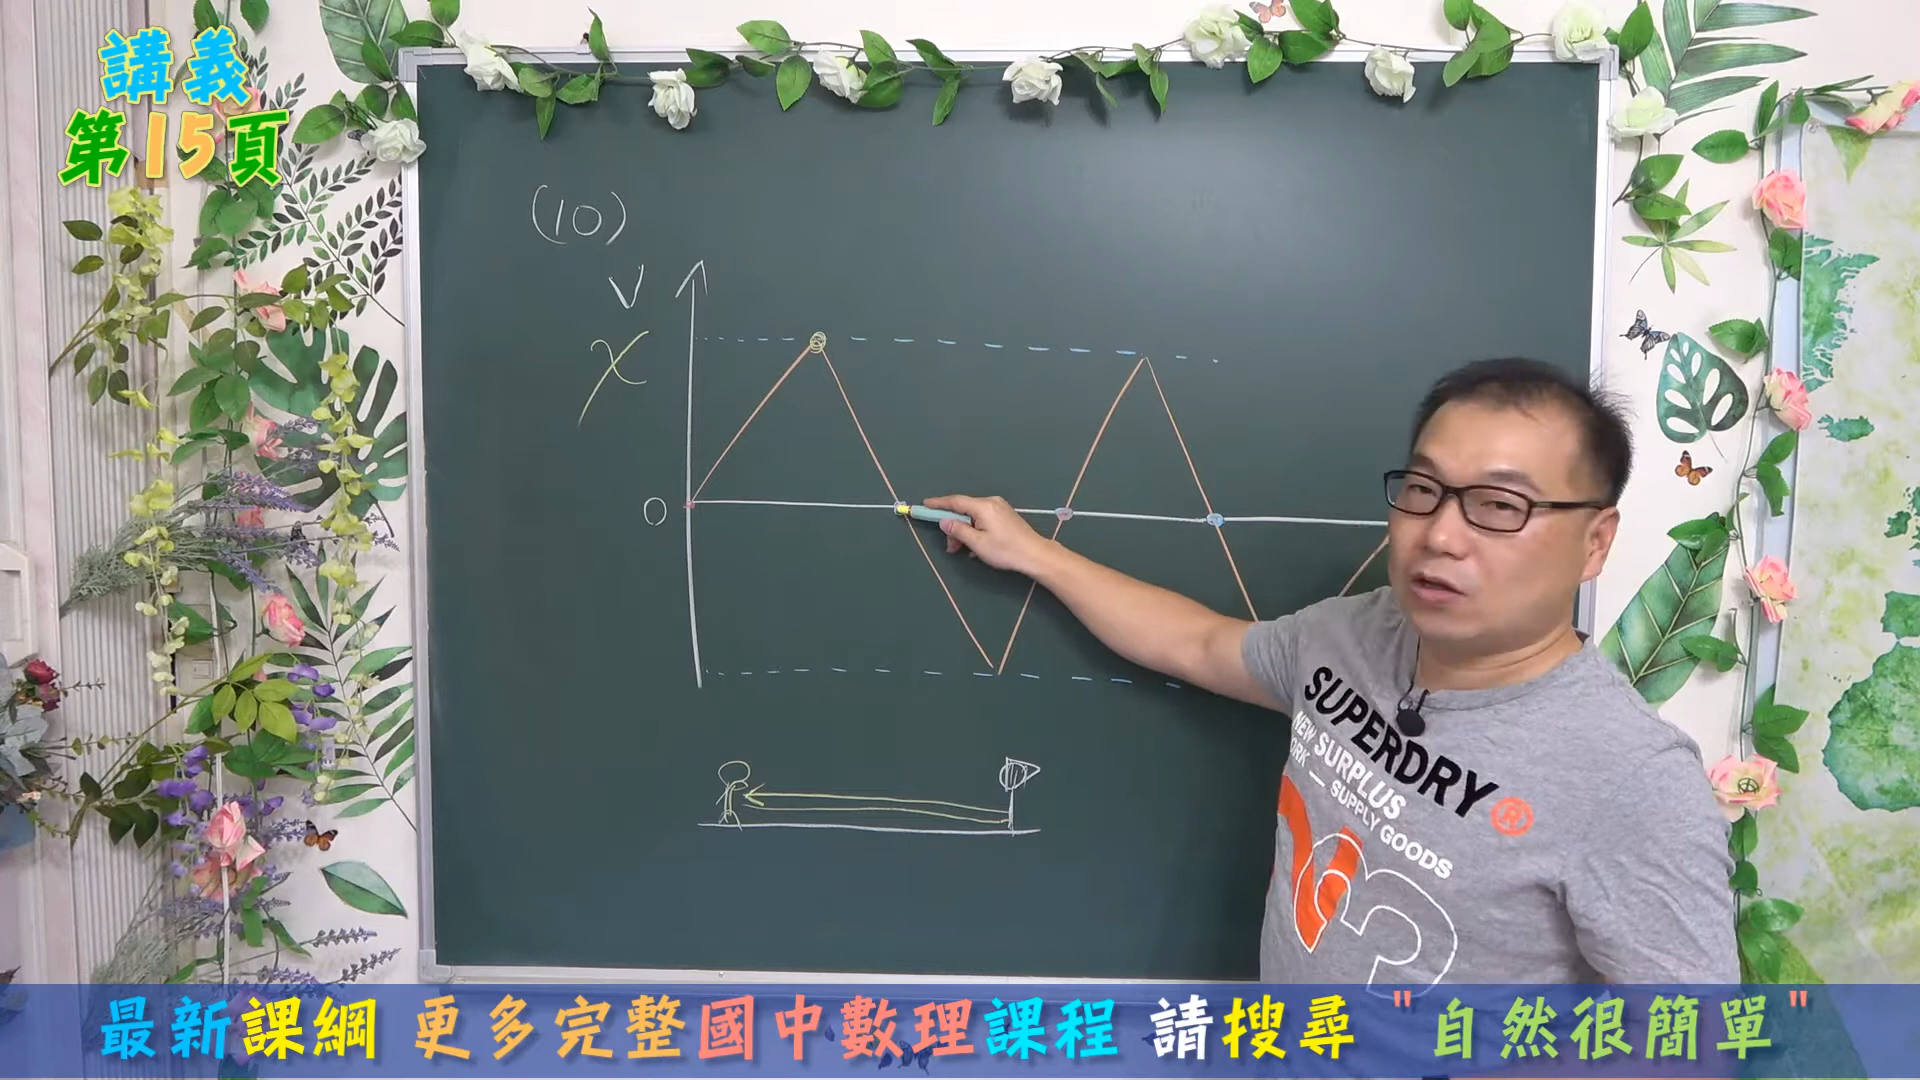 講義
第15頁
(10)
V
X
0
SUPERDRY®
NEW SURPLUS
YORK — SUPPLY GOODS
最新課綱 更多完整國中數理課程 請搜尋 "自然很簡單"